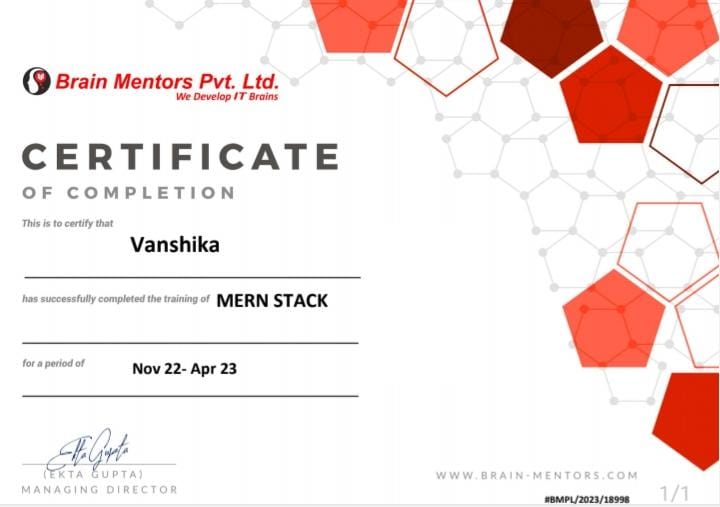 Brain Mentors Pvt. Ltd.
We Develop IT Brains
CERTIFICATE
OF COMPLETION
This is to certify that
Vanshika
has successfully completed the training of MERN STACK
for a period of Nov 22- Apr 23
Ekta Gupta
(EKTA GUPTA)
MANAGING DIRECTOR
WWW.BRAIN-MENTORS.COM
#BMPL/2023/18998
1/1